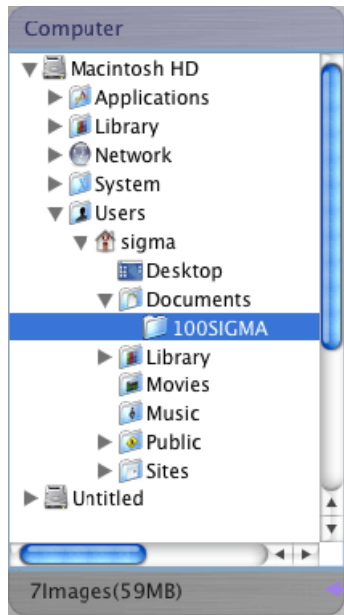 Computer
Macintosh HD
Applications
Library
Network
System
Users
sigma
Desktop
Documents
100SIGMA
Library
Movies
Music
Public
Sites
Untitled
7Images(59MB)